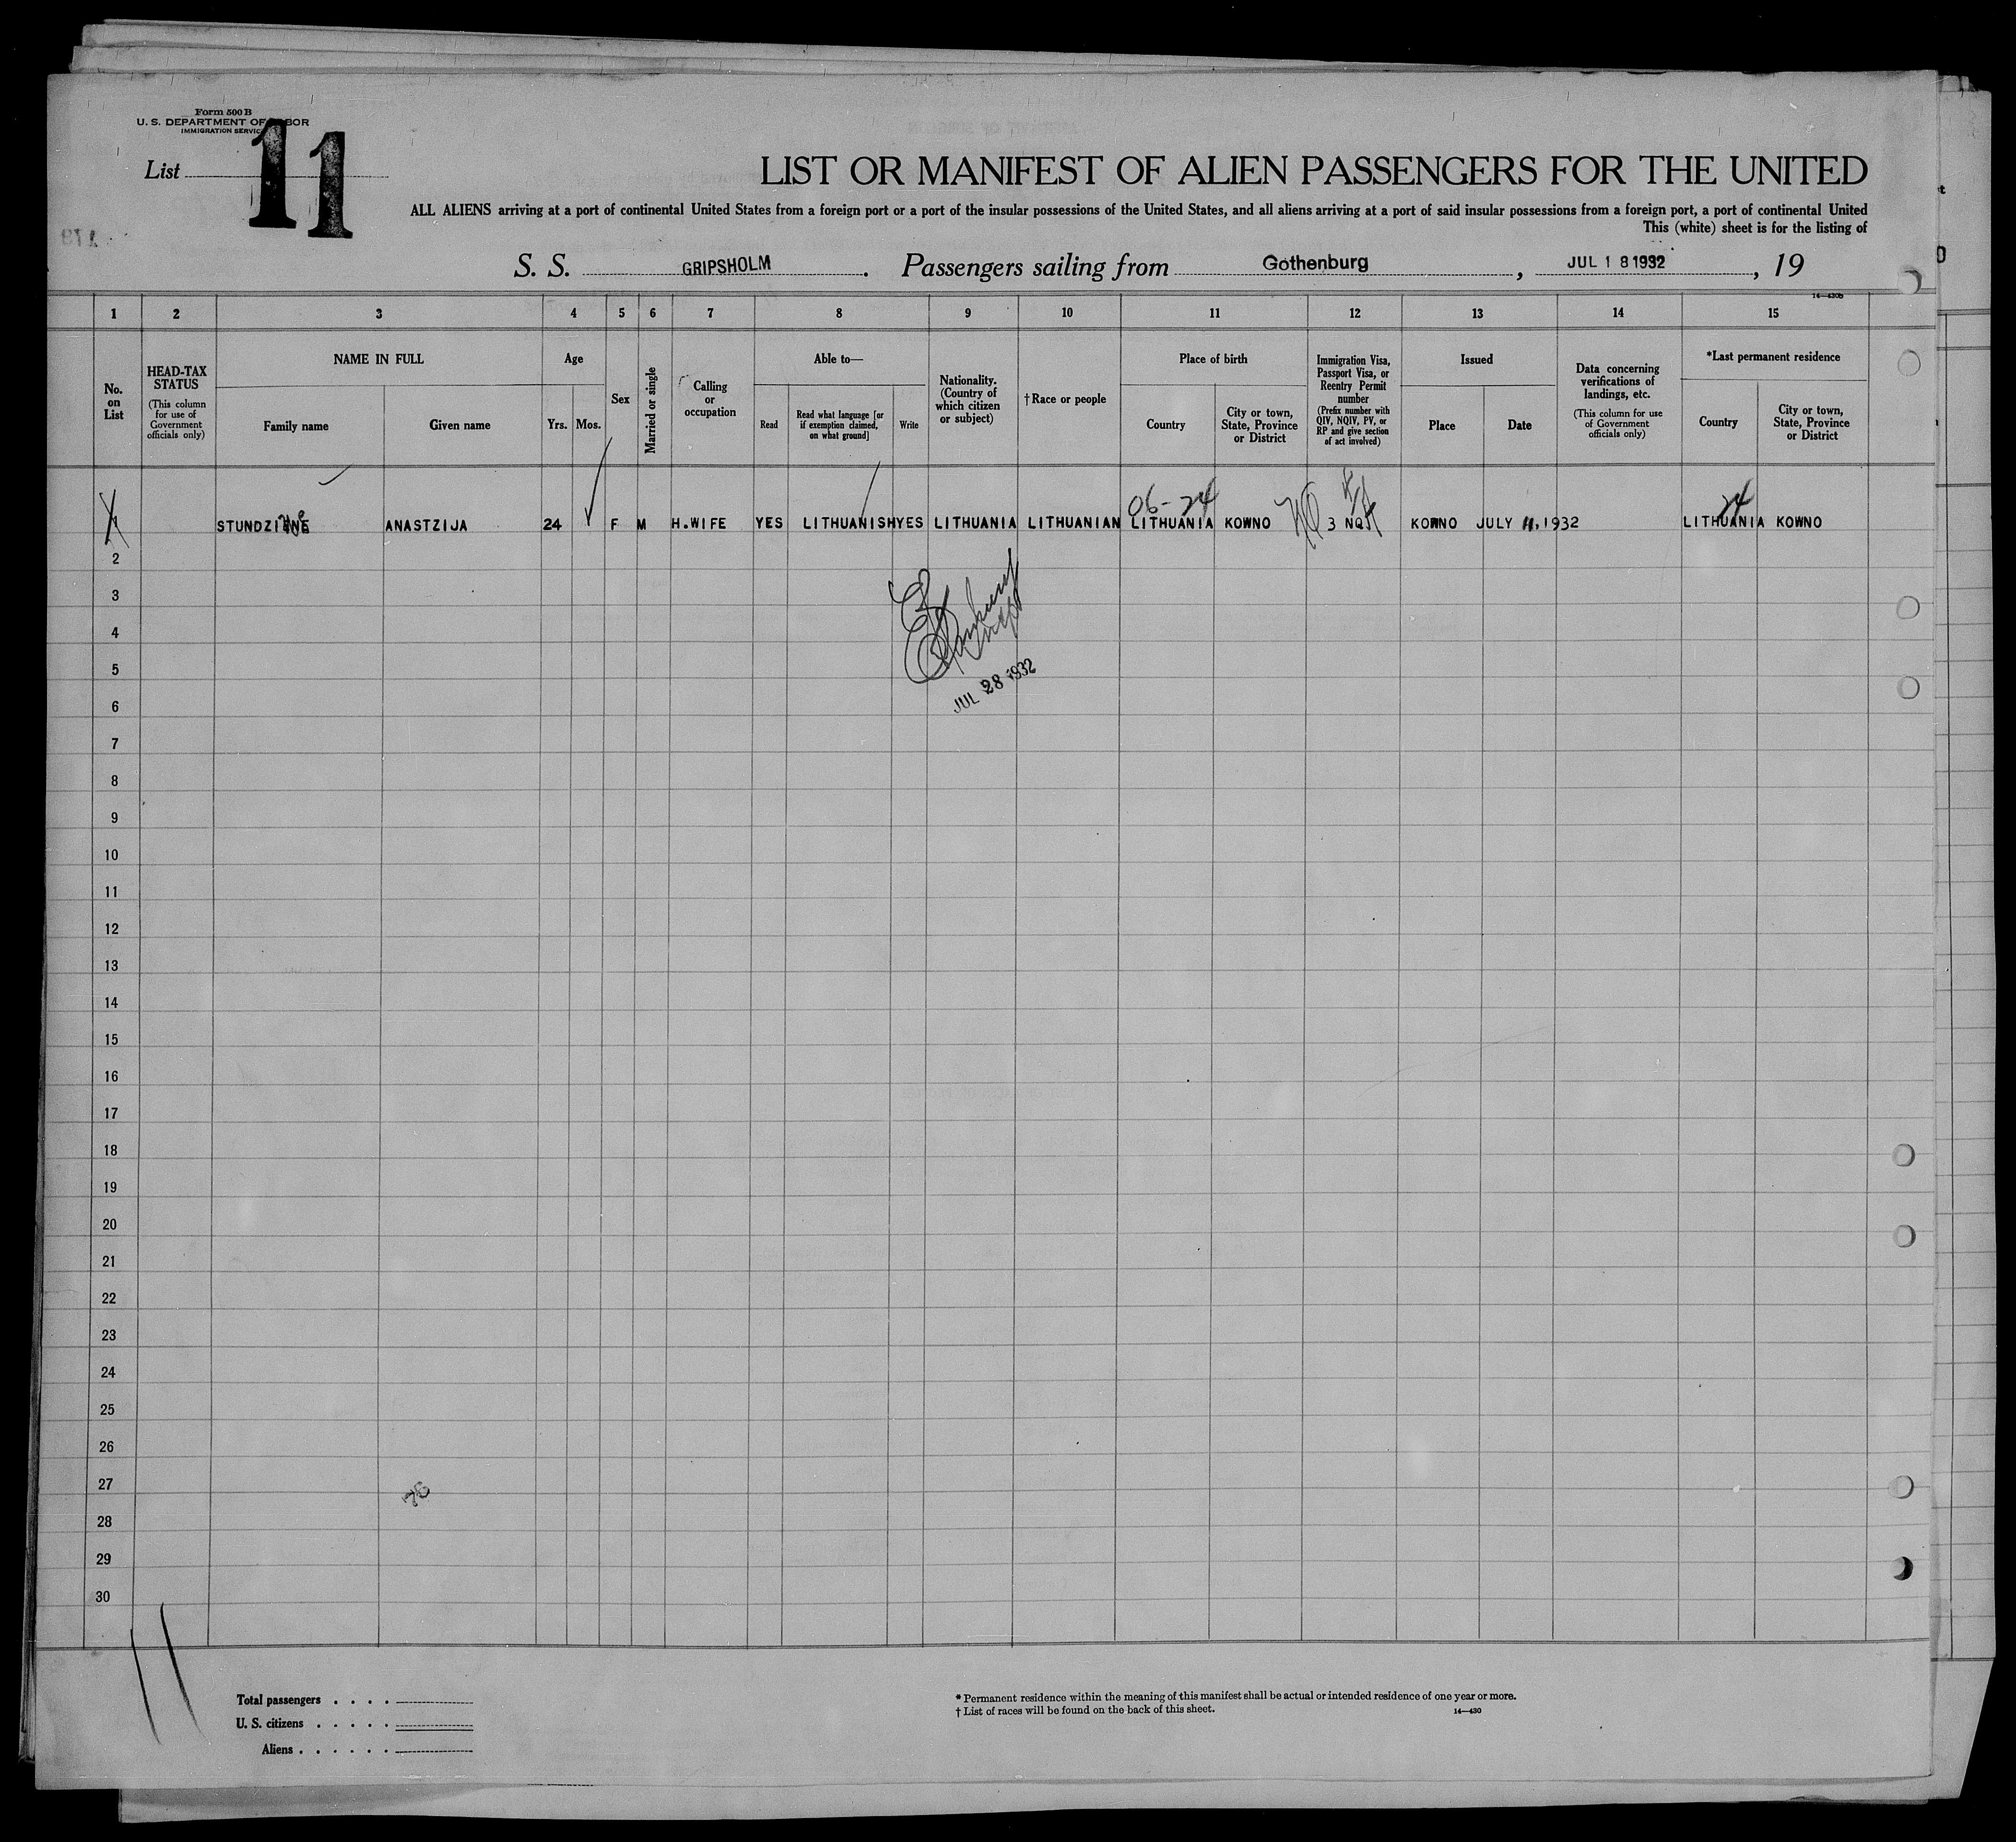 Form 500 B
U. S. DEPARTMENT OF LABOR
IMMIGRATION SERVICE
List 11
LIST OR MANIFEST OF ALIEN PASSENGERS FOR THE UNITED
ALL ALIENS arriving at a port of continental United States from a foreign port or a port of the insular possessions of the United States, and all aliens arriving at a port of said insular possessions from a foreign port, a port of continental United
This (white) sheet is for the listing of
S. S. GRIPSHOLM. Passengers sailing from Gothenburg, JUL 18 1932, 19
14—430b
1 2 3 4 5 6 7 8 9 10 11 12 13 14 15
No. on List
HEAD-TAX STATUS
(This column for use of Government officials only)
NAME IN FULL
Family name
Given name
Age
Yrs.
Mos.
Sex
Married or single
Calling or occupation
Able to—
Read
Read what language [or if exemption claimed, on what ground]
Write
Nationality. (Country of which citizen or subject)
† Race or people
Place of birth
Country
City or town, State, Province or District
Immigration Visa, Passport Visa, or Reentry Permit number
(Prefix number with QIV, NQIV, PV, or RP and give section of act involved)
Issued
Place
Date
Data concerning verifications of landings, etc.
(This column for use of Government officials only)
*Last permanent residence
Country
City or town, State, Province or District
06-24
24
1 STUNDZIENE ANASTZIJA 24 F M H.WIFE YES LITHUANISH YES LITHUANIA LITHUANIAN LITHUANIA KOWNO 3 KOWNO JULY 11, 1932 LITHUANIA KOWNO
2
3
4
5
JUL 28 1932
6
7
8
9
10
11
12
13
14
15
16
17
18
19
20
21
22
23
24
25
26
27
28
29
30
Total passengers . . . .
U. S. citizens . . . . .
Aliens . . . . . .
* Permanent residence within the meaning of this manifest shall be actual or intended residence of one year or more.
† List of races will be found on the back of this sheet.
14—430